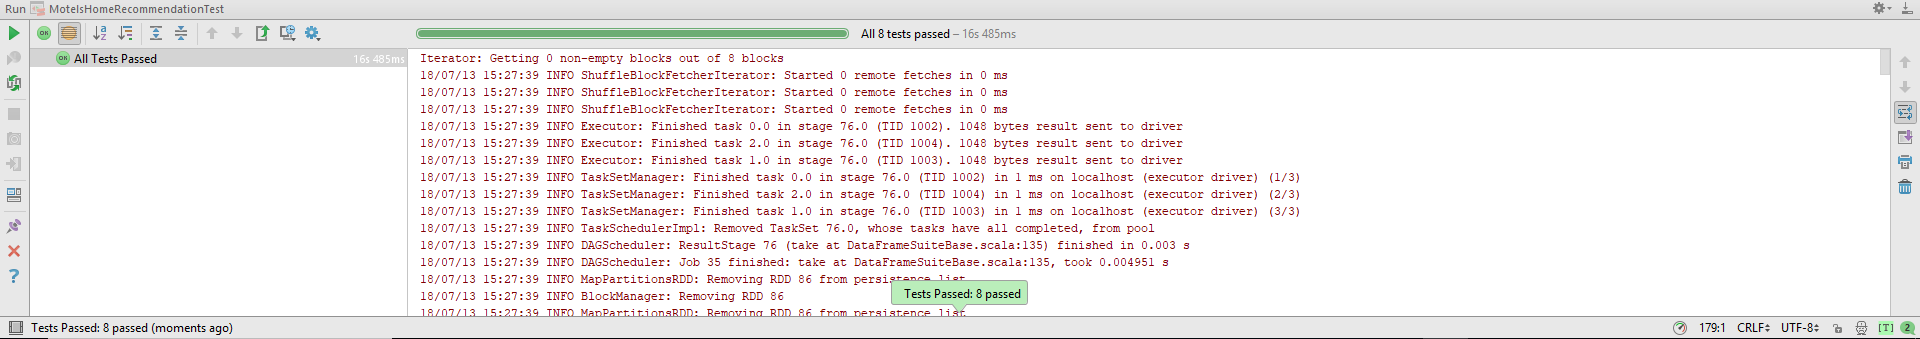 Run MotelsHomeRecommendationTest
All 8 tests passed – 16s 485ms
OK All Tests Passed 16s 485ms
Iterator: Getting 0 non-empty blocks out of 8 blocks
18/07/13 15:27:39 INFO ShuffleBlockFetcherIterator: Started 0 remote fetches in 0 ms
18/07/13 15:27:39 INFO ShuffleBlockFetcherIterator: Started 0 remote fetches in 0 ms
18/07/13 15:27:39 INFO ShuffleBlockFetcherIterator: Started 0 remote fetches in 0 ms
18/07/13 15:27:39 INFO Executor: Finished task 0.0 in stage 76.0 (TID 1002). 1048 bytes result sent to driver
18/07/13 15:27:39 INFO Executor: Finished task 2.0 in stage 76.0 (TID 1004). 1048 bytes result sent to driver
18/07/13 15:27:39 INFO Executor: Finished task 1.0 in stage 76.0 (TID 1003). 1048 bytes result sent to driver
18/07/13 15:27:39 INFO TaskSetManager: Finished task 0.0 in stage 76.0 (TID 1002) in 1 ms on localhost (executor driver) (1/3)
18/07/13 15:27:39 INFO TaskSetManager: Finished task 2.0 in stage 76.0 (TID 1004) in 1 ms on localhost (executor driver) (2/3)
18/07/13 15:27:39 INFO TaskSetManager: Finished task 1.0 in stage 76.0 (TID 1003) in 1 ms on localhost (executor driver) (3/3)
18/07/13 15:27:39 INFO TaskSchedulerImpl: Removed TaskSet 76.0, whose tasks have all completed, from pool
18/07/13 15:27:39 INFO DAGScheduler: ResultStage 76 (take at DataFrameSuiteBase.scala:135) finished in 0.003 s
18/07/13 15:27:39 INFO DAGScheduler: Job 35 finished: take at DataFrameSuiteBase.scala:135, took 0.004951 s
18/07/13 15:27:39 INFO MapPartitionsRDD: Removing RDD 86 from persistence list
18/07/13 15:27:39 INFO BlockManager: Removing RDD 86
Tests Passed: 8 passed
18/07/13 15:27:39 INFO MapPartitionsRDD: Removing RDD 86 from persistence list
Tests Passed: 8 passed (moments ago)
179:1 CRLF UTF-8 [T] 2